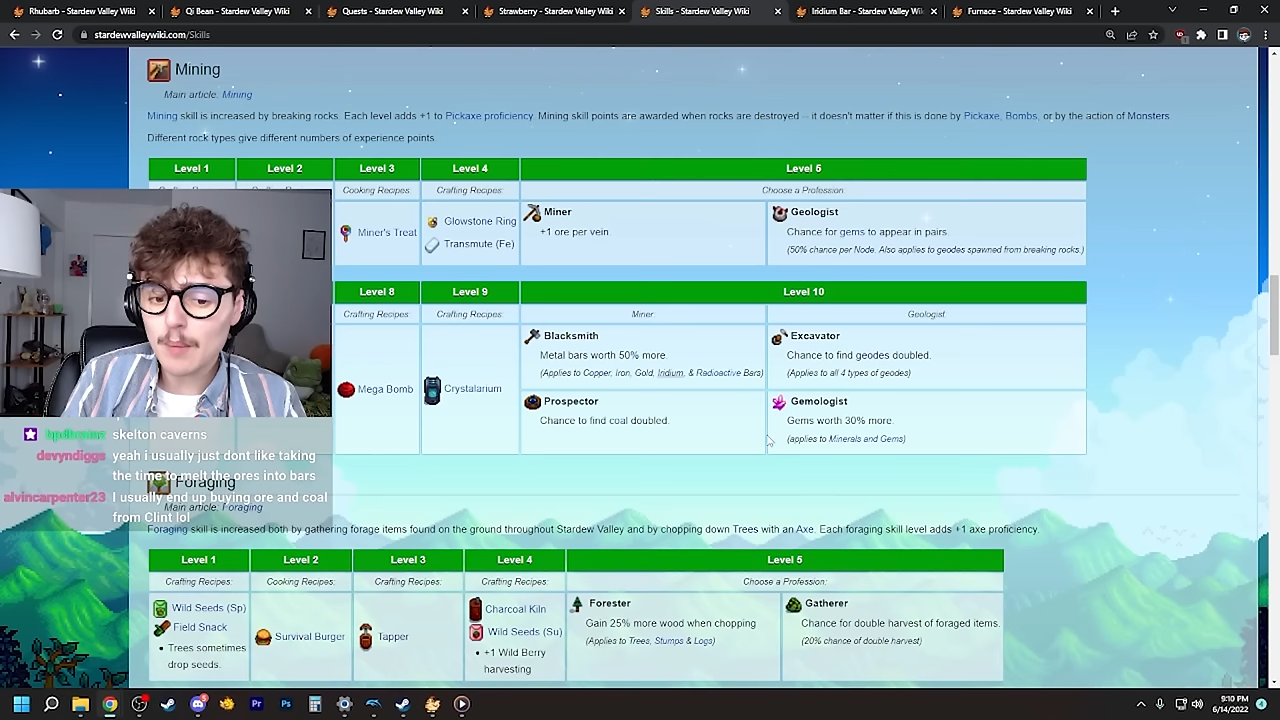 Rhubarb - Stardew Valley Wiki
Qi Bean - Stardew Valley Wiki
Quests - Stardew Valley Wiki
Strawberry - Stardew Valley Wiki
Skills - Stardew Valley Wiki
Iridium Bar - Stardew Valley Wiki
Furnace - Stardew Valley Wiki
stardewvalleywiki.com/Skills
Mining
Main article: Mining
Mining skill is increased by breaking rocks. Each level adds +1 to Pickaxe proficiency. Mining skill points are awarded when rocks are destroyed -- it doesn't matter if this is done by Pickaxe, Bombs, or by the action of Monsters
Different rock types give different numbers of experience points.
Level 1 Level 2 Level 3 Level 4 Level 5
Cooking Recipes: Crafting Recipes: Choose a Profession:
Miner's Treat
Glowstone Ring
Transmute (Fe)
Miner
+1 ore per vein.
Geologist
Chance for gems to appear in pairs.
(50% chance per Node. Also applies to geodes spawned from breaking rocks.)
Level 8 Level 9 Level 10
Crafting Recipes: Crafting Recipes: Miner: Geologist:
Mega Bomb
Crystalarium
Blacksmith
Metal bars worth 50% more.
(Applies to Copper, Iron, Gold, Iridium, & Radioactive Bars)
Excavator
Chance to find geodes doubled.
(Applies to all 4 types of geodes)
Prospector
Chance to find coal doubled.
Gemologist
Gems worth 30% more.
(applies to Minerals and Gems)
skelton caverns
devyndiggs yeah i usually just dont like taking
the time to melt the ores into bars
alvincarpenter23 I usually end up buying ore and coal
from Clint lol
Foraging
Main article: Foraging
Foraging skill is increased both by gathering forage items found on the ground throughout Stardew Valley and by chopping down Trees with an Axe. Each foraging skill level adds +1 axe proficiency.
Level 1 Level 2 Level 3 Level 4 Level 5
Crafting Recipes: Cooking Recipes: Crafting Recipes: Crafting Recipes: Choose a Profession:
Wild Seeds (Sp)
Field Snack
• Trees sometimes
drop seeds.
Survival Burger
Tapper
Charcoal Kiln
Wild Seeds (Su)
• +1 Wild Berry
harvesting
Forester
Gain 25% more wood when chopping
(Applies to Trees, Stumps & Logs)
Gatherer
Chance for double harvest of foraged items.
(20% chance of double harvest)
9:10 PM
6/14/2022